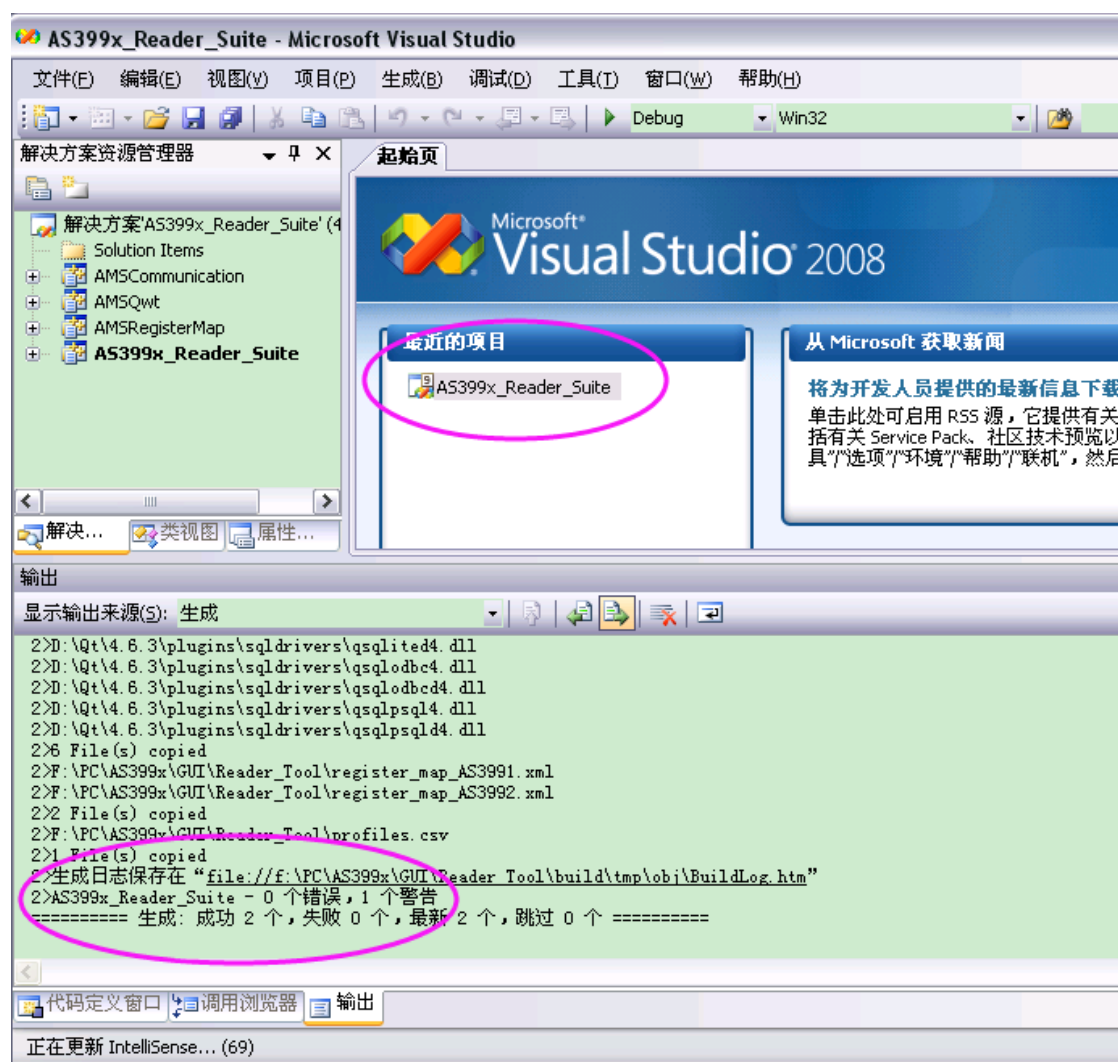 AS399x_Reader_Suite - Microsoft Visual Studio
文件(F) 编辑(E) 视图(V) 项目(P) 生成(B) 调试(D) 工具(T) 窗口(W) 帮助(H)
Debug Win32
解决方案资源管理器
起始页
解决方案'AS399x_Reader_Suite' (4
Solution Items
AMSCommunication
AMSQwt
AMSRegisterMap
AS399x_Reader_Suite
Microsoft®
Visual Studio 2008
最近的项目
AS399x_Reader_Suite
从 Microsoft 获取新闻
将为开发人员提供的最新信息下载
单击此处可启用 RSS 源，它提供有关
括有关 Service Pack、社区技术预览以
具”/“选项”/“环境”/“帮助”/“联机”，然后
解决... 类视图 属性...
输出
显示输出来源(S): 生成
2>D:\Qt\4.6.3\plugins\sqldrivers\qsqlited4.dll
2>D:\Qt\4.6.3\plugins\sqldrivers\qsqlodbc4.dll
2>D:\Qt\4.6.3\plugins\sqldrivers\qsqlodbcd4.dll
2>D:\Qt\4.6.3\plugins\sqldrivers\qsqlpsql4.dll
2>D:\Qt\4.6.3\plugins\sqldrivers\qsqlpsqld4.dll
2>6 File(s) copied
2>F:\PC\AS399x\GUI\Reader_Tool\register_map_AS3991.xml
2>F:\PC\AS399x\GUI\Reader_Tool\register_map_AS3992.xml
2>2 File(s) copied
2>F:\PC\AS399x\GUI\Reader_Tool\profiles.csv
2>1 File(s) copied
2>生成日志保存在“file://f:\PC\AS399x\GUI\Reader_Tool\build\tmp\obj\BuildLog.htm”
2>AS399x_Reader_Suite - 0 个错误，1 个警告
========== 生成: 成功 2 个，失败 0 个，最新 2 个，跳过 0 个 ==========
代码定义窗口 调用浏览器 输出
正在更新 IntelliSense... (69)